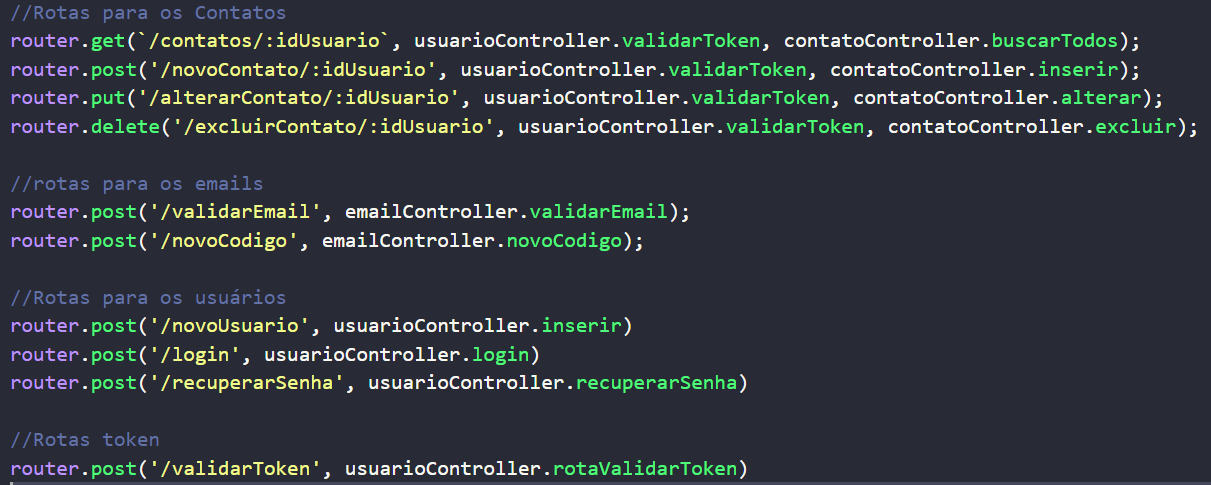 //Rotas para os Contatos
router.get(`/contatos/:idUsuario`, usuarioController.validarToken, contatoController.buscarTodos);
router.post('/novoContato/:idUsuario', usuarioController.validarToken, contatoController.inserir);
router.put('/alterarContato/:idUsuario', usuarioController.validarToken, contatoController.alterar);
router.delete('/excluirContato/:idUsuario', usuarioController.validarToken, contatoController.excluir);
//rotas para os emails
router.post('/validarEmail', emailController.validarEmail);
router.post('/novoCodigo', emailController.novoCodigo);
//Rotas para os usuários
router.post('/novoUsuario', usuarioController.inserir)
router.post('/login', usuarioController.login)
router.post('/recuperarSenha', usuarioController.recuperarSenha)
//Rotas token
router.post('/validarToken', usuarioController.rotaValidarToken)